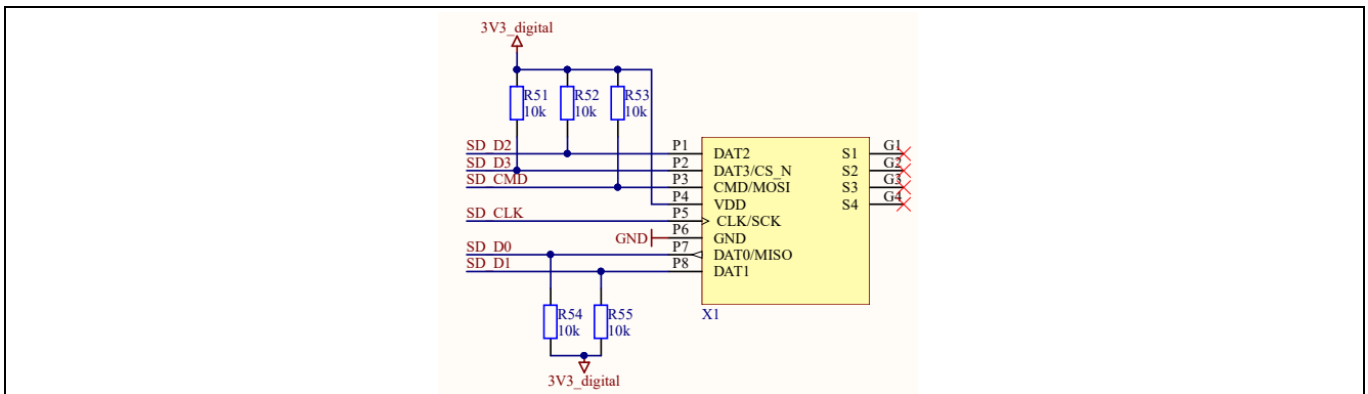 3V3_digital
R51 R52 R53
10k 10k 10k
SD_D2 P1 DAT2 S1 G1
SD_D3 P2 DAT3/CS_N S2 G2
SD_CMD P3 CMD/MOSI S3 G3
P4 VDD S4 G4
SD_CLK P5 CLK/SCK
GND P6 GND
SD_D0 P7 DAT0/MISO
SD_D1 P8 DAT1
R54 R55 X1
10k 10k
3V3_digital